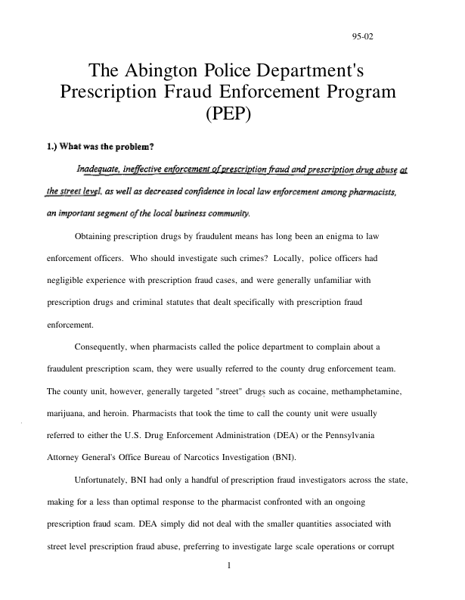 95-02
The Abington Police Department's
Prescription Fraud Enforcement Program
(PEP)
1.) What was the problem?
Inadequate, ineffective enforcement of prescription fraud and prescription drug abuse at
the street level, as well as decreased confidence in local law enforcement among pharmacists,
an important segment of the local business community.
Obtaining prescription drugs by fraudulent means has long been an enigma to law
enforcement officers. Who should investigate such crimes? Locally, police officers had
negligible experience with prescription fraud cases, and were generally unfamiliar with
prescription drugs and criminal statutes that dealt specifically with prescription fraud
enforcement.
Consequently, when pharmacists called the police department to complain about a
fraudulent prescription scam, they were usually referred to the county drug enforcement team.
The county unit, however, generally targeted "street" drugs such as cocaine, methamphetamine,
marijuana, and heroin. Pharmacists that took the time to call the county unit were usually
referred to either the U.S. Drug Enforcement Administration (DEA) or the Pennsylvania
Attorney General's Office Bureau of Narcotics Investigation (BNI).
Unfortunately, BNI had only a handful of prescription fraud investigators across the state,
making for a less than optimal response to the pharmacist confronted with an ongoing
prescription fraud scam. DEA simply did not deal with the smaller quantities associated with
street level prescription fraud abuse, preferring to investigate large scale operations or corrupt
1